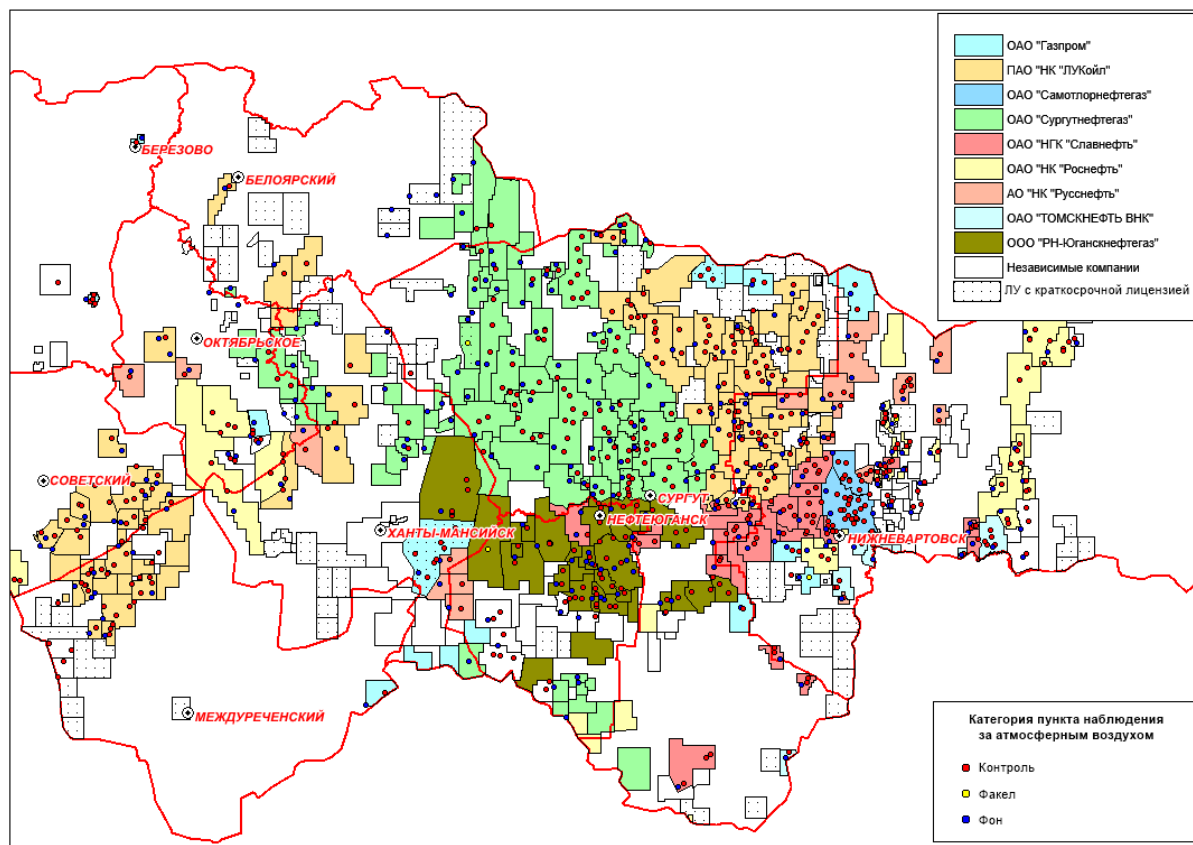 ОАО "Газпром"
ПАО "НК "ЛУКойл"
ОАО "Самотлорнефтегаз"
ОАО "Сургутнефтегаз"
ОАО "НГК "Славнефть"
ОАО "НК "Роснефть"
АО "НК "Русснефть"
ОАО "ТОМСКНЕФТЬ ВНК"
ООО "РН-Юганскнефтегаз"
Независимые компании
ЛУ с краткосрочной лицензией
БЕРЕЗОВО
БЕЛОЯРСКИЙ
ОКТЯБРЬСКОЕ
СОВЕТСКИЙ
СУРГУТ
НЕФТЕЮГАНСК
ХАНТЫ-МАНСИЙСК
НИЖНЕВАРТОВСК
МЕЖДУРЕЧЕНСКИЙ
Категория пункта наблюдения
за атмосферным воздухом
Контроль
Факел
Фон